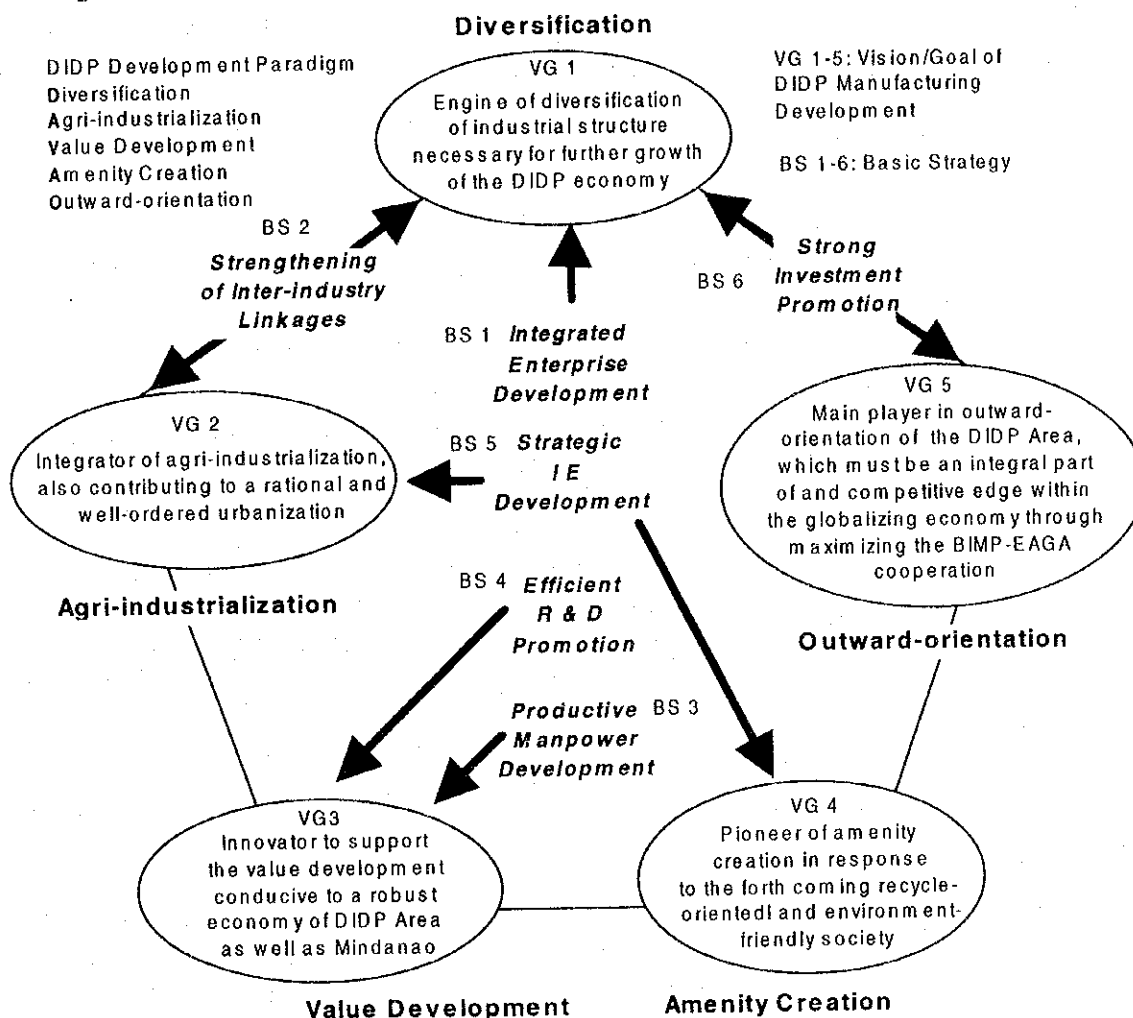 Diversification
DIDP Development Paradigm
Diversification
Agri-industrialization
Value Development
Amenity Creation
Outward-orientation
VG 1
Engine of diversification
of industrial structure
necessary for further growth
of the DIDP economy
VG 1-5: Vision/Goal of
DIDP Manufacturing
Development
BS 1-6: Basic Strategy
BS 2
Strengthening
of Inter-industry
Linkages
BS 6
Strong
Investment
Promotion
BS 1 Integrated
Enterprise
Development
VG 2
Integrator of agri-industrialization,
also contributing to a rational and
well-ordered urbanization
Agri-industrialization
BS 5 Strategic
IE
Development
VG 5
Main player in outward-
orientation of the DIDP Area,
which must be an integral part
of and competitive edge within
the globalizing economy through
maximizing the BIMP-EAGA
cooperation
Outward-orientation
BS 4 Efficient
R & D
Promotion
Productive BS 3
Manpower
Development
VG3
Innovator to support
the value development
conducive to a robust
economy of DIDP Area
as well as Mindanao
Value Development
VG 4
Pioneer of amenity
creation in response
to the forth coming recycle-
orientedl and environment-
friendly society
Amenity Creation